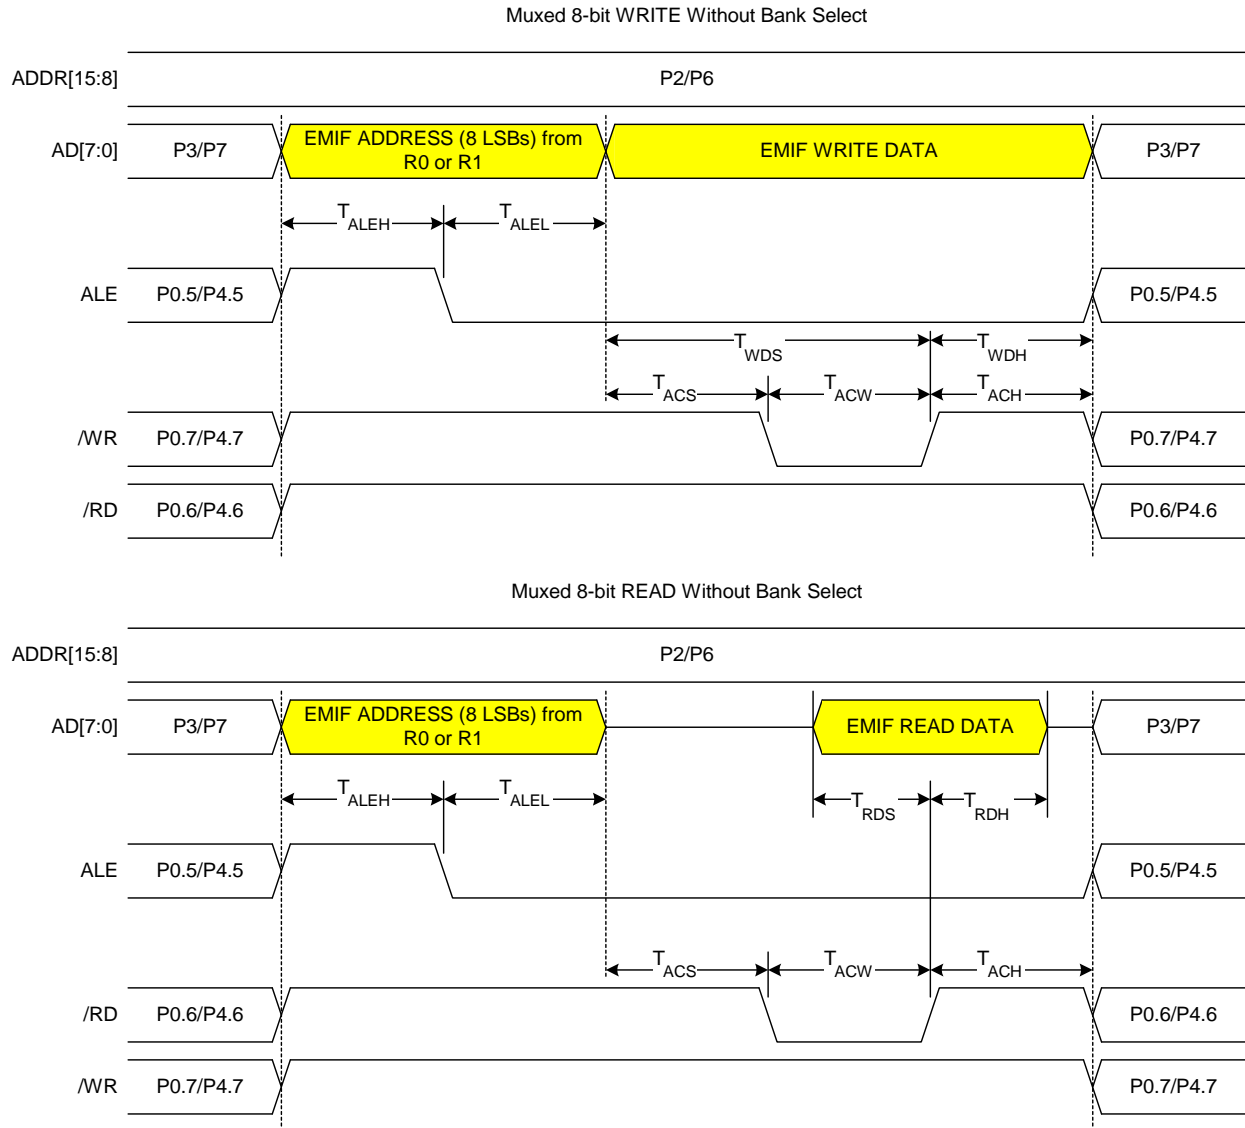 Muxed 8-bit WRITE Without Bank Select
ADDR[15:8] P2/P6
AD[7:0] P3/P7 EMIF ADDRESS (8 LSBs) from R0 or R1 EMIF WRITE DATA P3/P7
TALEH TALEL
ALE P0.5/P4.5 P0.5/P4.5
TWDS TWDH
TACS TACW TACH
/WR P0.7/P4.7 P0.7/P4.7
/RD P0.6/P4.6 P0.6/P4.6
Muxed 8-bit READ Without Bank Select
ADDR[15:8] P2/P6
AD[7:0] P3/P7 EMIF ADDRESS (8 LSBs) from R0 or R1 EMIF READ DATA P3/P7
TALEH TALEL TRDS TRDH
ALE P0.5/P4.5 P0.5/P4.5
TACS TACW TACH
/RD P0.6/P4.6 P0.6/P4.6
/WR P0.7/P4.7 P0.7/P4.7